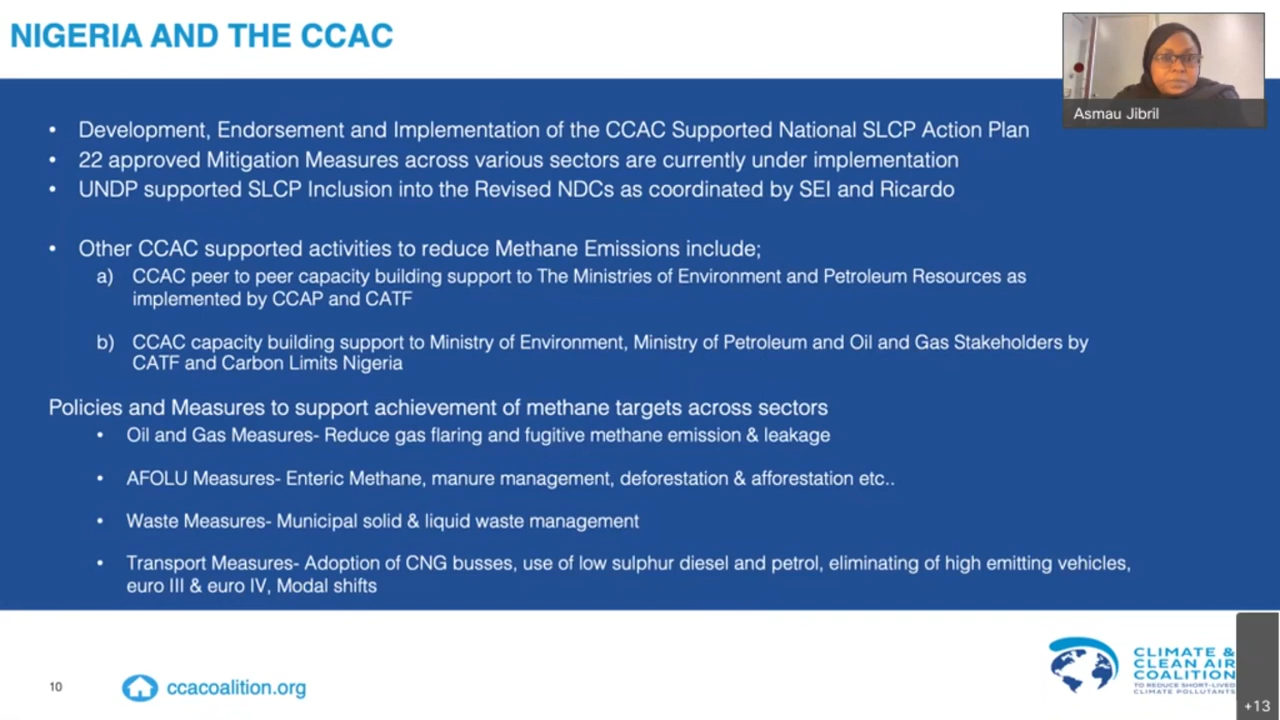 NIGERIA AND THE CCAC
Asmau Jibril
• Development, Endorsement and Implementation of the CCAC Supported National SLCP Action Plan
• 22 approved Mitigation Measures across various sectors are currently under implementation
• UNDP supported SLCP Inclusion into the Revised NDCs as coordinated by SEI and Ricardo
• Other CCAC supported activities to reduce Methane Emissions include;
a) CCAC peer to peer capacity building support to The Ministries of Environment and Petroleum Resources as
implemented by CCAP and CATF
b) CCAC capacity building support to Ministry of Environment, Ministry of Petroleum and Oil and Gas Stakeholders by
CATF and Carbon Limits Nigeria
Policies and Measures to support achievement of methane targets across sectors
• Oil and Gas Measures- Reduce gas flaring and fugitive methane emission & leakage
• AFOLU Measures- Enteric Methane, manure management, deforestation & afforestation etc..
• Waste Measures- Municipal solid & liquid waste management
• Transport Measures- Adoption of CNG busses, use of low sulphur diesel and petrol, eliminating of high emitting vehicles,
euro III & euro IV, Modal shifts
10
ccacoalition.org
CLIMATE &
CLEAN AIR
COALITION
TO REDUCE SHORT-LIVED
CLIMATE POLLUTANTS
+13